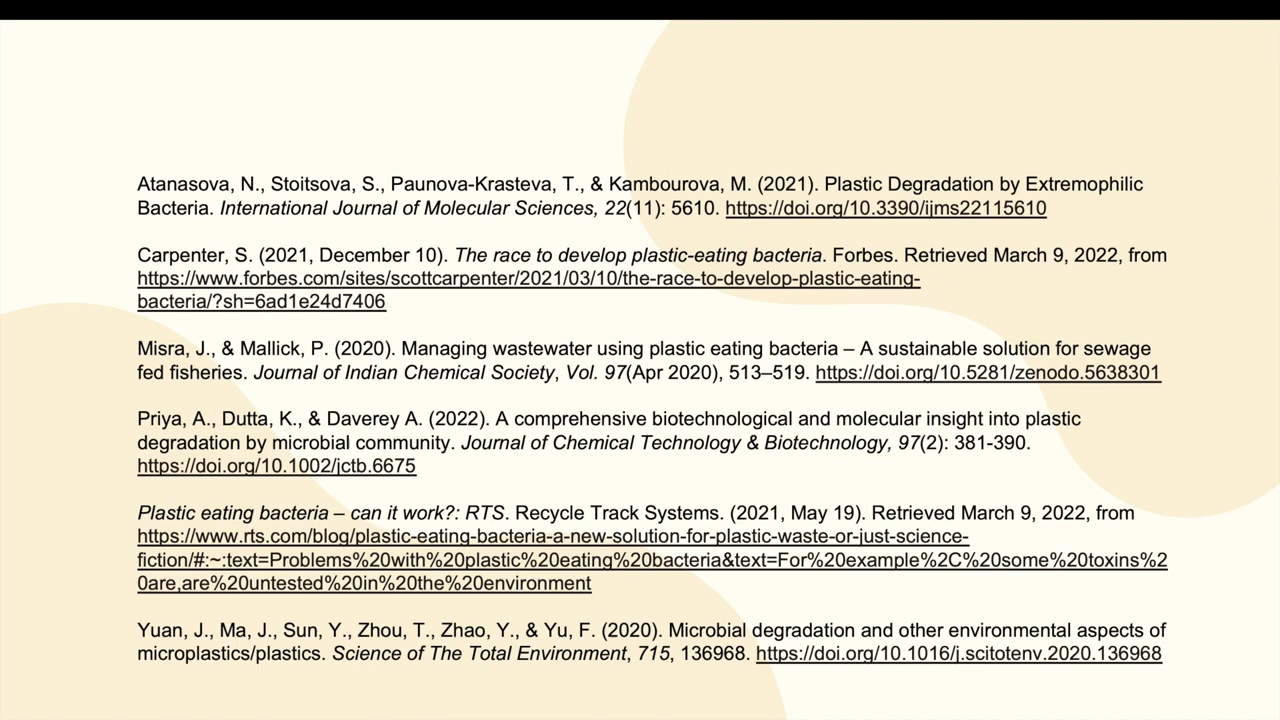 Atanasova, N., Stoitsova, S., Paunova-Krasteva, T., & Kambourova, M. (2021). Plastic Degradation by Extremophilic
Bacteria. International Journal of Molecular Sciences, 22(11): 5610. https://doi.org/10.3390/ijms22115610
Carpenter, S. (2021, December 10). The race to develop plastic-eating bacteria. Forbes. Retrieved March 9, 2022, from
https://www.forbes.com/sites/scottcarpenter/2021/03/10/the-race-to-develop-plastic-eating-
bacteria/?sh=6ad1e24d7406
Misra, J., & Mallick, P. (2020). Managing wastewater using plastic eating bacteria – A sustainable solution for sewage
fed fisheries. Journal of Indian Chemical Society, Vol. 97(Apr 2020), 513–519. https://doi.org/10.5281/zenodo.5638301
Priya, A., Dutta, K., & Daverey A. (2022). A comprehensive biotechnological and molecular insight into plastic
degradation by microbial community. Journal of Chemical Technology & Biotechnology, 97(2): 381-390.
https://doi.org/10.1002/jctb.6675
Plastic eating bacteria – can it work?: RTS. Recycle Track Systems. (2021, May 19). Retrieved March 9, 2022, from
https://www.rts.com/blog/plastic-eating-bacteria-a-new-solution-for-plastic-waste-or-just-science-
fiction/#:~:text=Problems%20with%20plastic%20eating%20bacteria&text=For%20example%2C%20some%20toxins%2
0are,are%20untested%20in%20the%20environment
Yuan, J., Ma, J., Sun, Y., Zhou, T., Zhao, Y., & Yu, F. (2020). Microbial degradation and other environmental aspects of
microplastics/plastics. Science of The Total Environment, 715, 136968. https://doi.org/10.1016/j.scitotenv.2020.136968